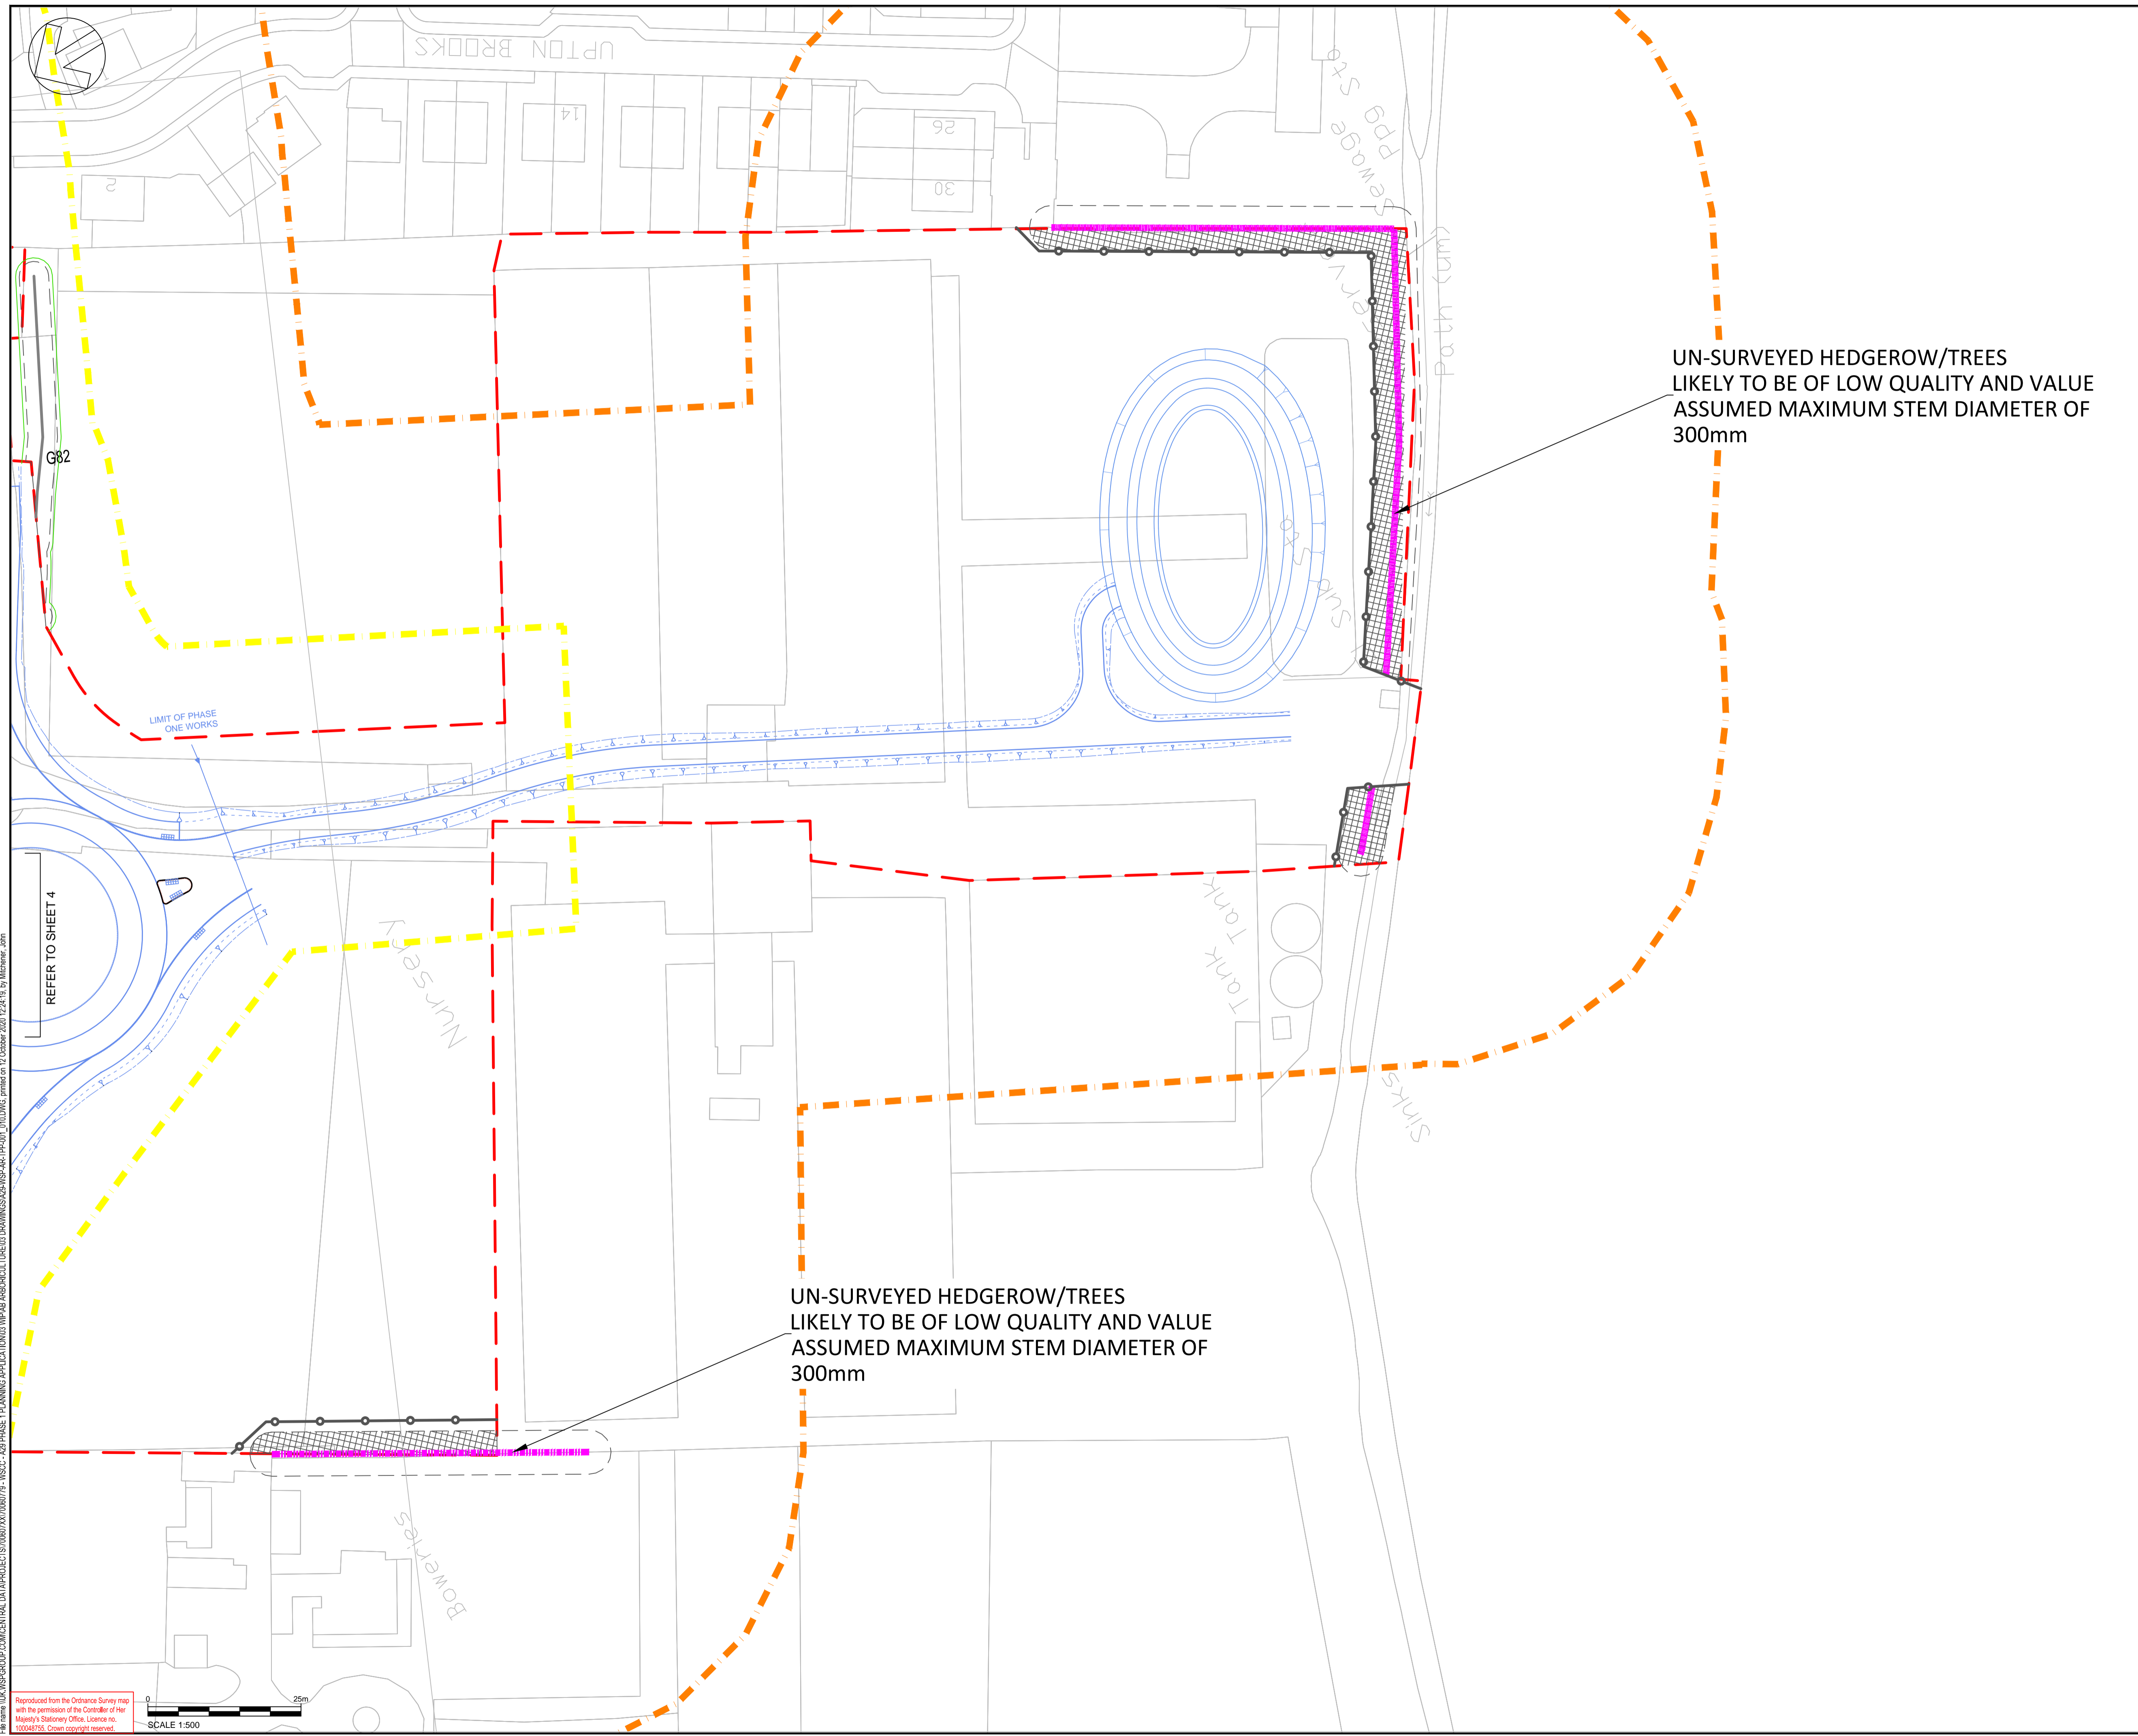 UPTON BROOKS
14
26
30
2
Sewage Pba Sta
Path (um)
UN-SURVEYED HEDGEROW/TREES
LIKELY TO BE OF LOW QUALITY AND VALUE
ASSUMED MAXIMUM STEM DIAMETER OF
300mm
G82
LIMIT OF PHASE
ONE WORKS
REFER TO SHEET 4
Nursery
Tank
Tank
Sinks
UN-SURVEYED HEDGEROW/TREES
LIKELY TO BE OF LOW QUALITY AND VALUE
ASSUMED MAXIMUM STEM DIAMETER OF
300mm
Boweries
Reproduced from the Ordnance Survey map
with the permission of the Controller of Her
Majesty's Stationery Office, Licence no.
100048755. Crown copyright reserved.
0 25m
SCALE 1:500